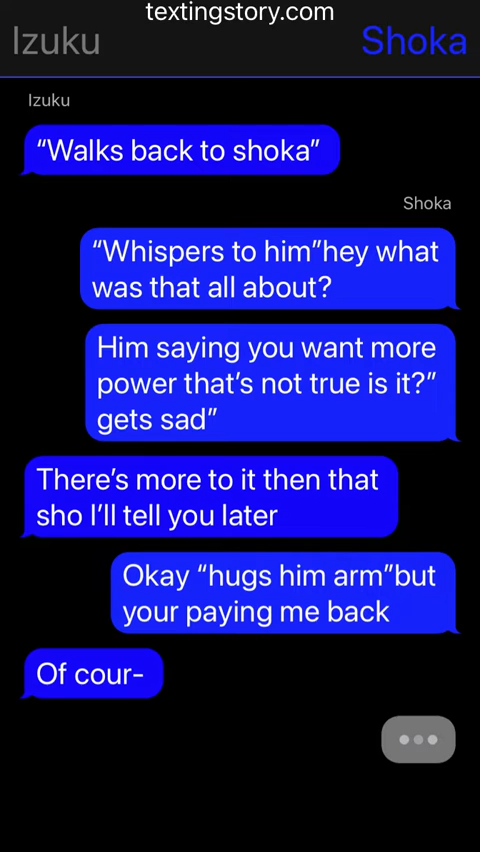 textingstory.com
Izuku
Shoka
Izuku
“Walks back to shoka”
Shoka
“Whispers to him”hey what
was that all about?
Him saying you want more
power that’s not true is it?”
gets sad”
There’s more to it then that
sho I’ll tell you later
Okay “hugs him arm”but
your paying me back
Of cour-